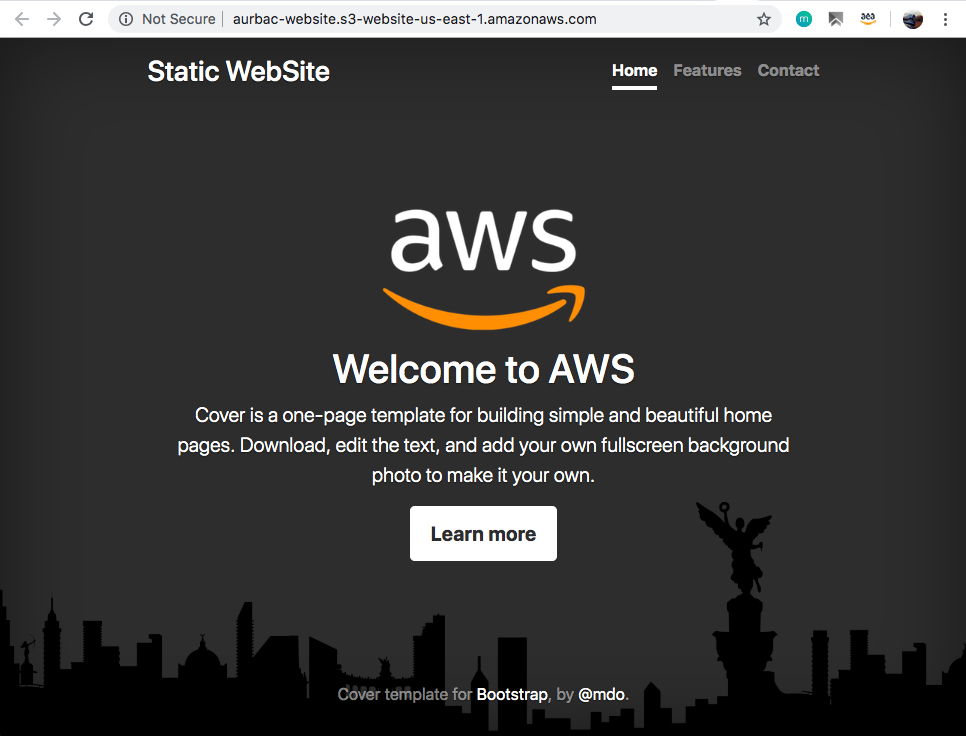 Not Secure | aurbac-website.s3-website-us-east-1.amazonaws.com
m
Static WebSite
Home Features Contact
aws
Welcome to AWS
Cover is a one-page template for building simple and beautiful home
pages. Download, edit the text, and add your own fullscreen background
photo to make it your own.
Learn more
Cover template for Bootstrap, by @mdo.